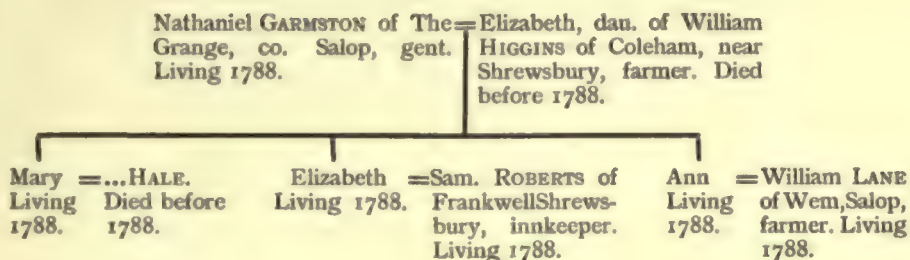 Nathaniel GARMSTON of The
Grange, co. Salop, gent.
Living 1788.
=
Elizabeth, dau. of William
HIGGINS of Coleham, near
Shrewsbury, farmer. Died
before 1788.
Mary
Living
1788.
=...HALE.
Died before
1788.
Elizabeth
Living 1788.
=Sam. ROBERTS of
FrankwellShrews-
bury, innkeeper.
Living 1788.
Ann
Living
1788.
=William LANE
of Wem,Salop,
farmer. Living
1788.